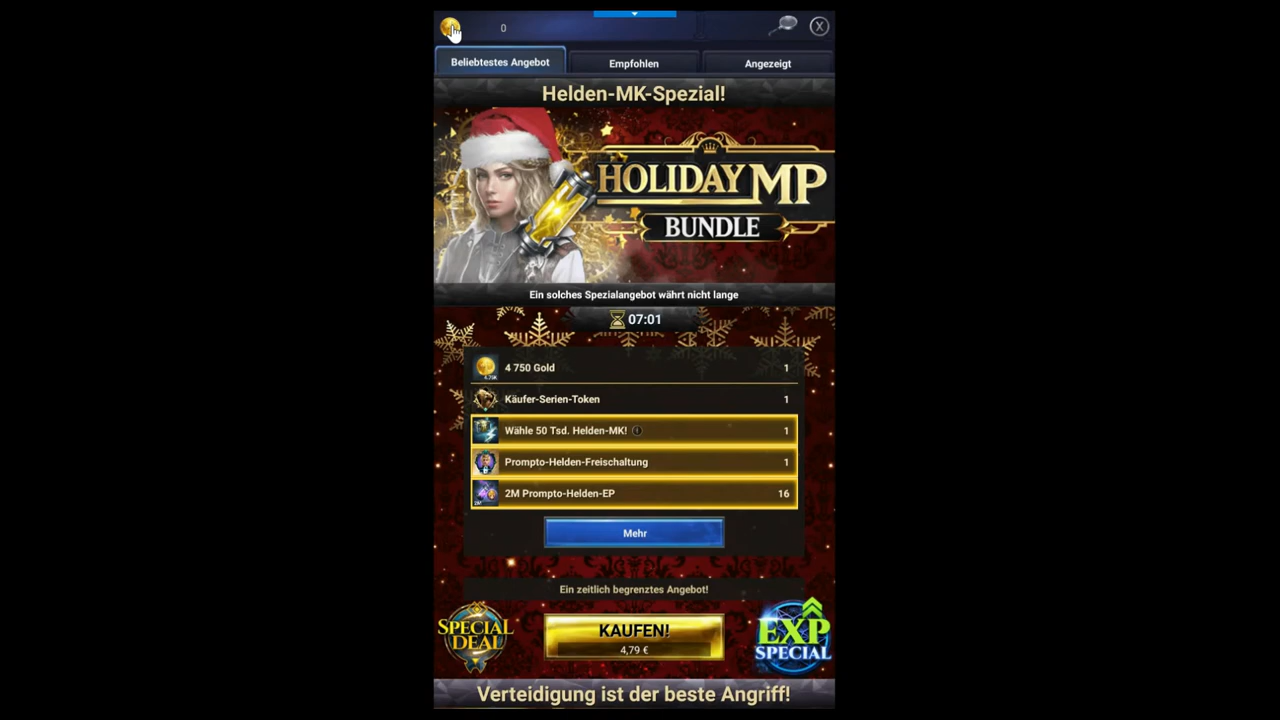 0
Beliebtestes Angebot
Empfohlen
Angezeigt
Helden-MK-Spezial!
HOLIDAY MP
BUNDLE
Ein solches Spezialangebot währt nicht lange
07:01
4 750 Gold 1
4.75K
Käufer-Serien-Token 1
Wähle 50 Tsd. Helden-MK! 1
Prompto-Helden-Freischaltung 1
2M Prompto-Helden-EP 16
2M
Mehr
Ein zeitlich begrenztes Angebot!
SPECIAL
DEAL
KAUFEN!
4,79 €
EXP
SPECIAL
Verteidigung ist der beste Angriff!